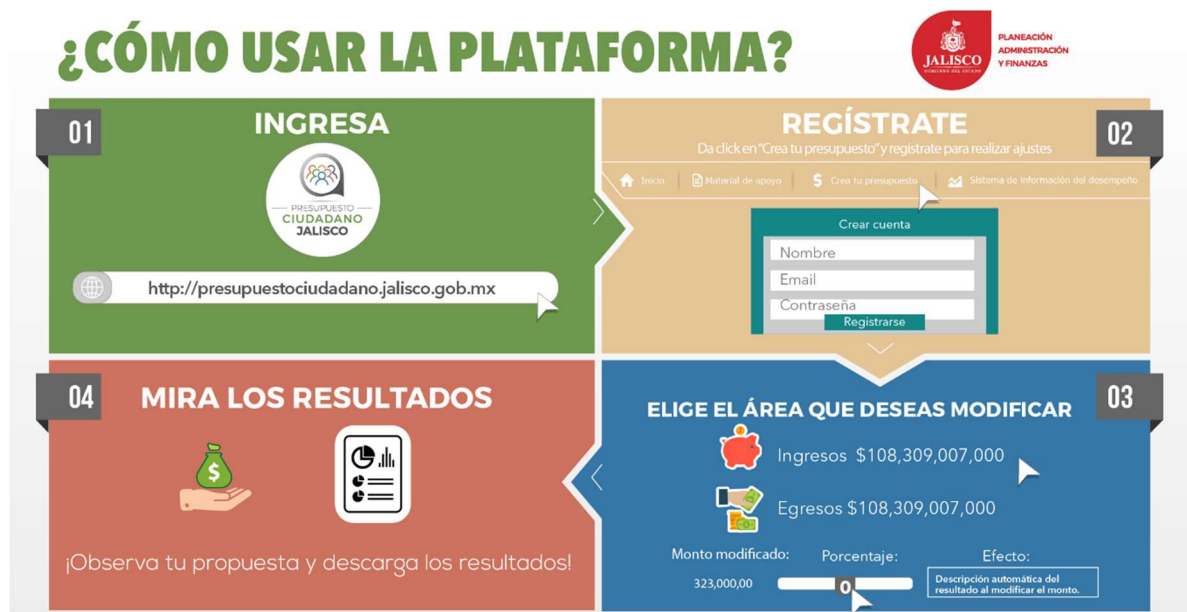 ¿CÓMO USAR LA PLATAFORMA?
JALISCO
GOBIERNO DEL ESTADO
PLANEACIÓN
ADMINISTRACIÓN
Y FINANZAS
01
INGRESA
PRESUPUESTO
CIUDADANO
JALISCO
http://presupuestociudadano.jalisco.gob.mx
02
REGÍSTRATE
Da click en “Crea tu presupuesto” y regístrate para realizar ajustes
Inicio Material de apoyo $ Crea tu presupuesto Sistema de información del desempeño
Crear cuenta
Nombre
Email
Contraseña
Registrarse
03
ELIGE EL ÁREA QUE DESEAS MODIFICAR
Ingresos $108,309,007,000
Egresos $108,309,007,000
Monto modificado: Porcentaje: Efecto:
323,000,00 0 Descripción automática del
resultado al modificar el monto.
04
MIRA LOS RESULTADOS
$
¡Observa tu propuesta y descarga los resultados!